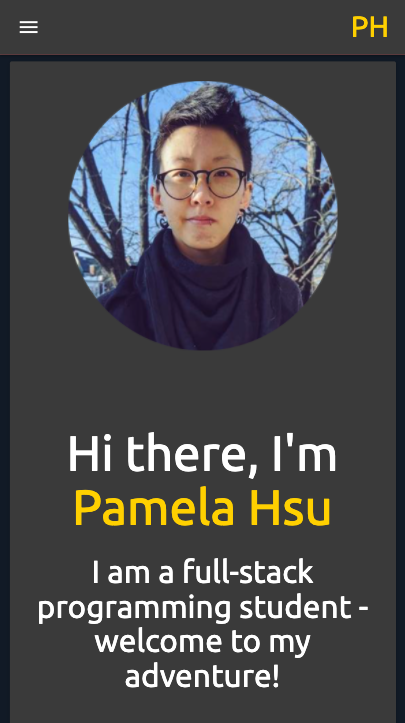 PH
Hi there, I'm
Pamela Hsu
I am a full-stack
programming student -
welcome to my
adventure!